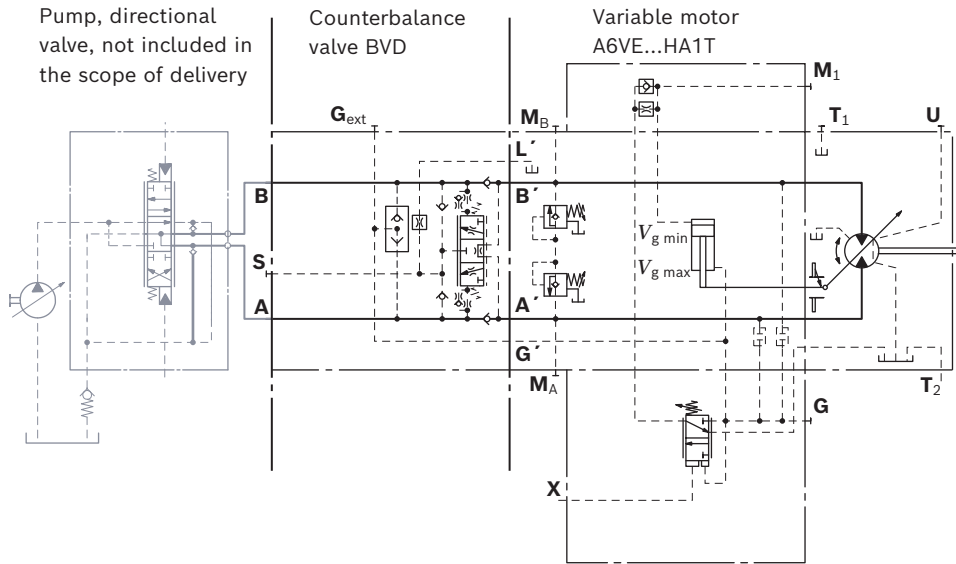 Pump, directional
valve, not included in
the scope of delivery
Counterbalance
valve BVD
Variable motor
A6VE...HA1T
M1
Gext
MB
T1
U
L´
B
B´
Vg min
S
Vg max
A
A´
G´
MA
T2
G
X